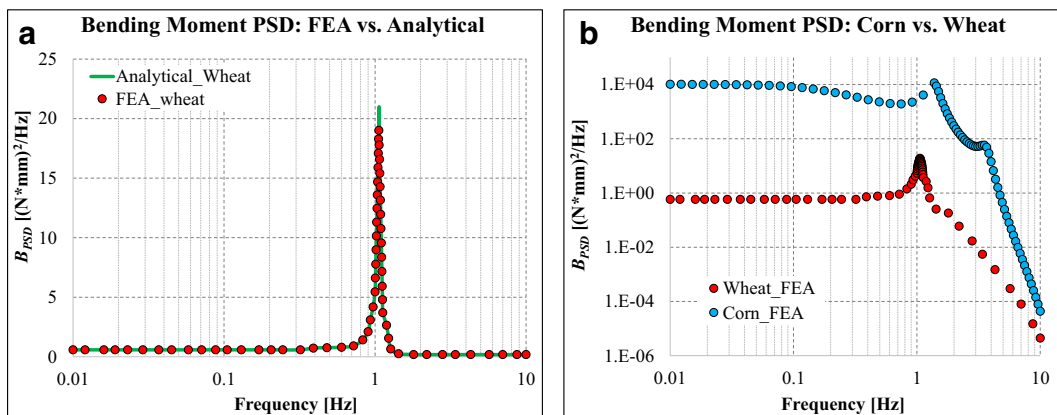 a
Bending Moment PSD: FEA vs. Analytical
25
20
15
10
5
0
B_PSD [(N*mm)²/Hz]
Analytical_Wheat
FEA_wheat
0.01 0.1 1 10
Frequency [Hz]
b
Bending Moment PSD: Corn vs. Wheat
1.E+04
1.E+02
1.E+00
1.E-02
1.E-04
1.E-06
B_PSD [(N*mm)²/Hz]
Wheat_FEA
Corn_FEA
0.01 0.1 1 10
Frequency [Hz]